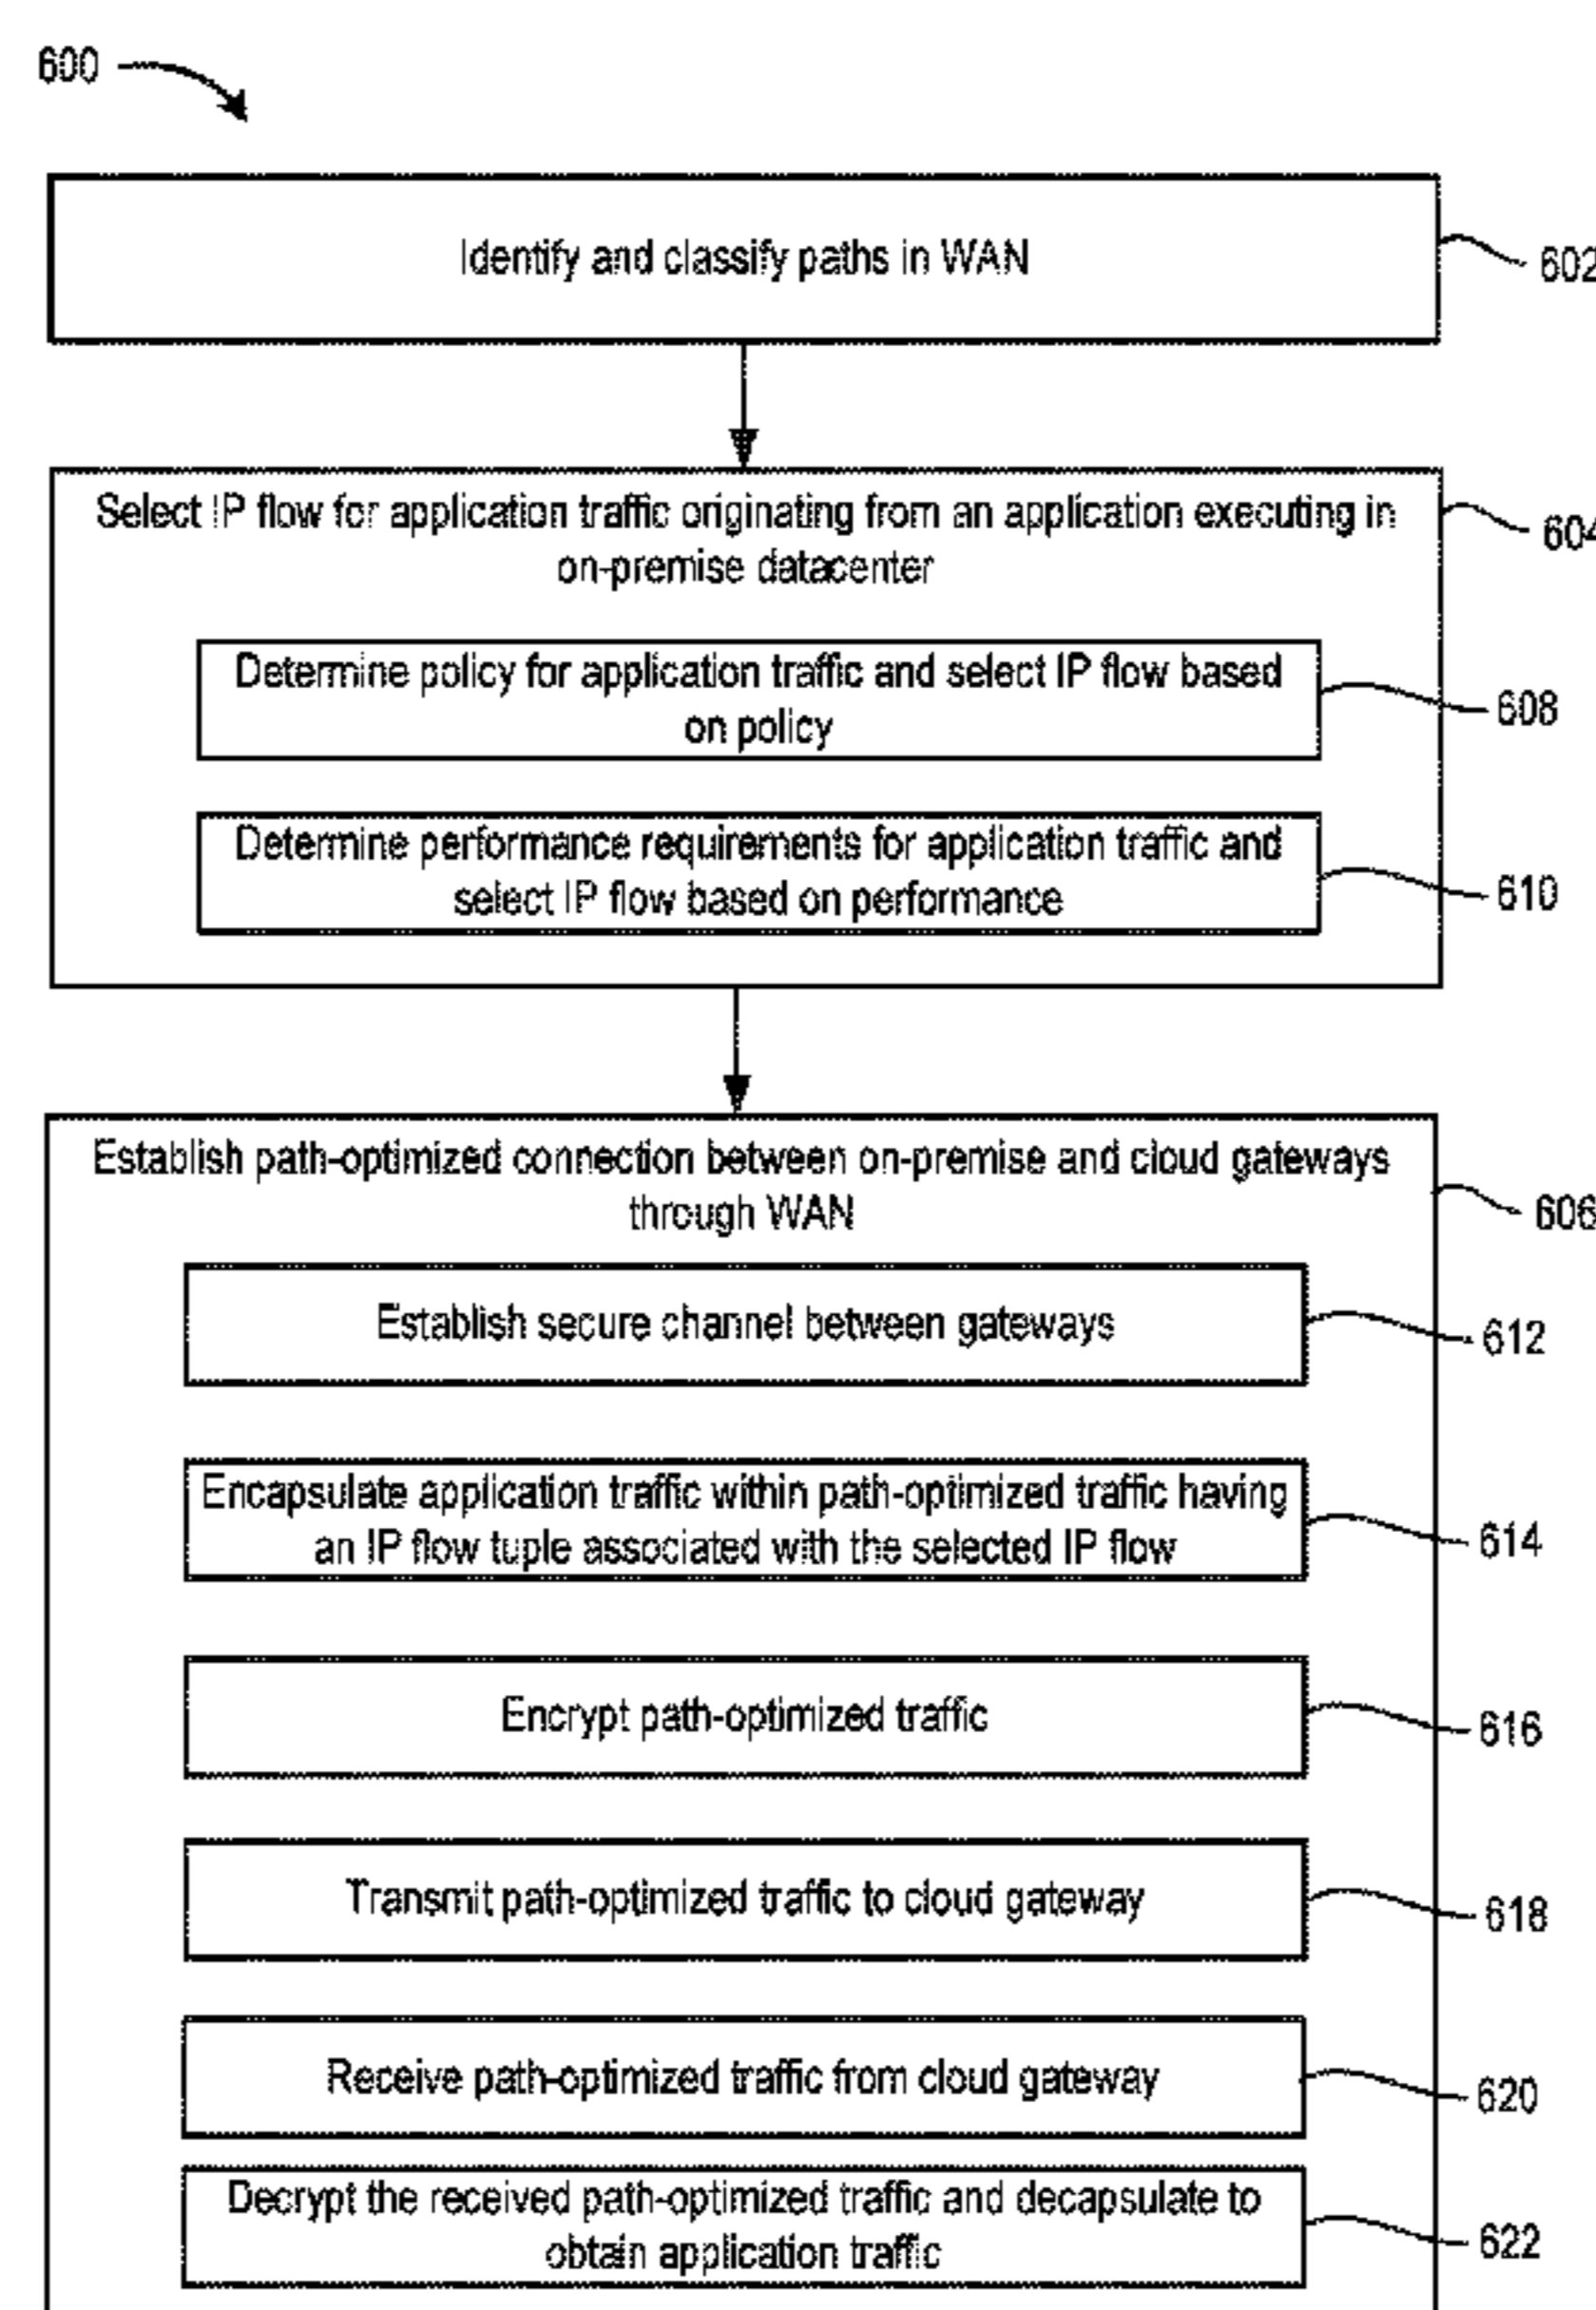 600
Identify and classify paths in WAN
602
Select IP flow for application traffic originating from an application executing in
on-premise datacenter
604
Determine policy for application traffic and select IP flow based
on policy
608
Determine performance requirements for application traffic and
select IP flow based on performance
610
Establish path-optimized connection between on-premise and cloud gateways
through WAN
606
Establish secure channel between gateways
612
Encapsulate application traffic within path-optimized traffic having
an IP flow tuple associated with the selected IP flow
614
Encrypt path-optimized traffic
616
Transmit path-optimized traffic to cloud gateway
618
Receive path-optimized traffic from cloud gateway
620
Decrypt the received path-optimized traffic and decapsulate to
obtain application traffic
622